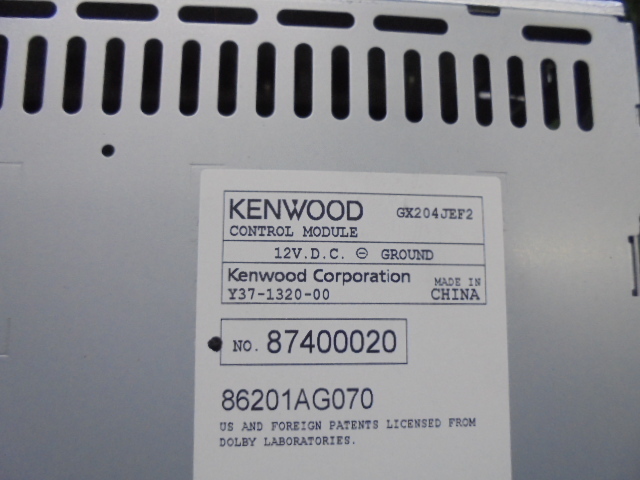 KENWOOD GX204JEF2
CONTROL MODULE
12V.D.C. ⊖ GROUND
Kenwood Corporation MADE IN
Y37-1320-00 CHINA
NO. 87400020
86201AG070
US AND FOREIGN PATENTS LICENSED FROM
DOLBY LABORATORIES.